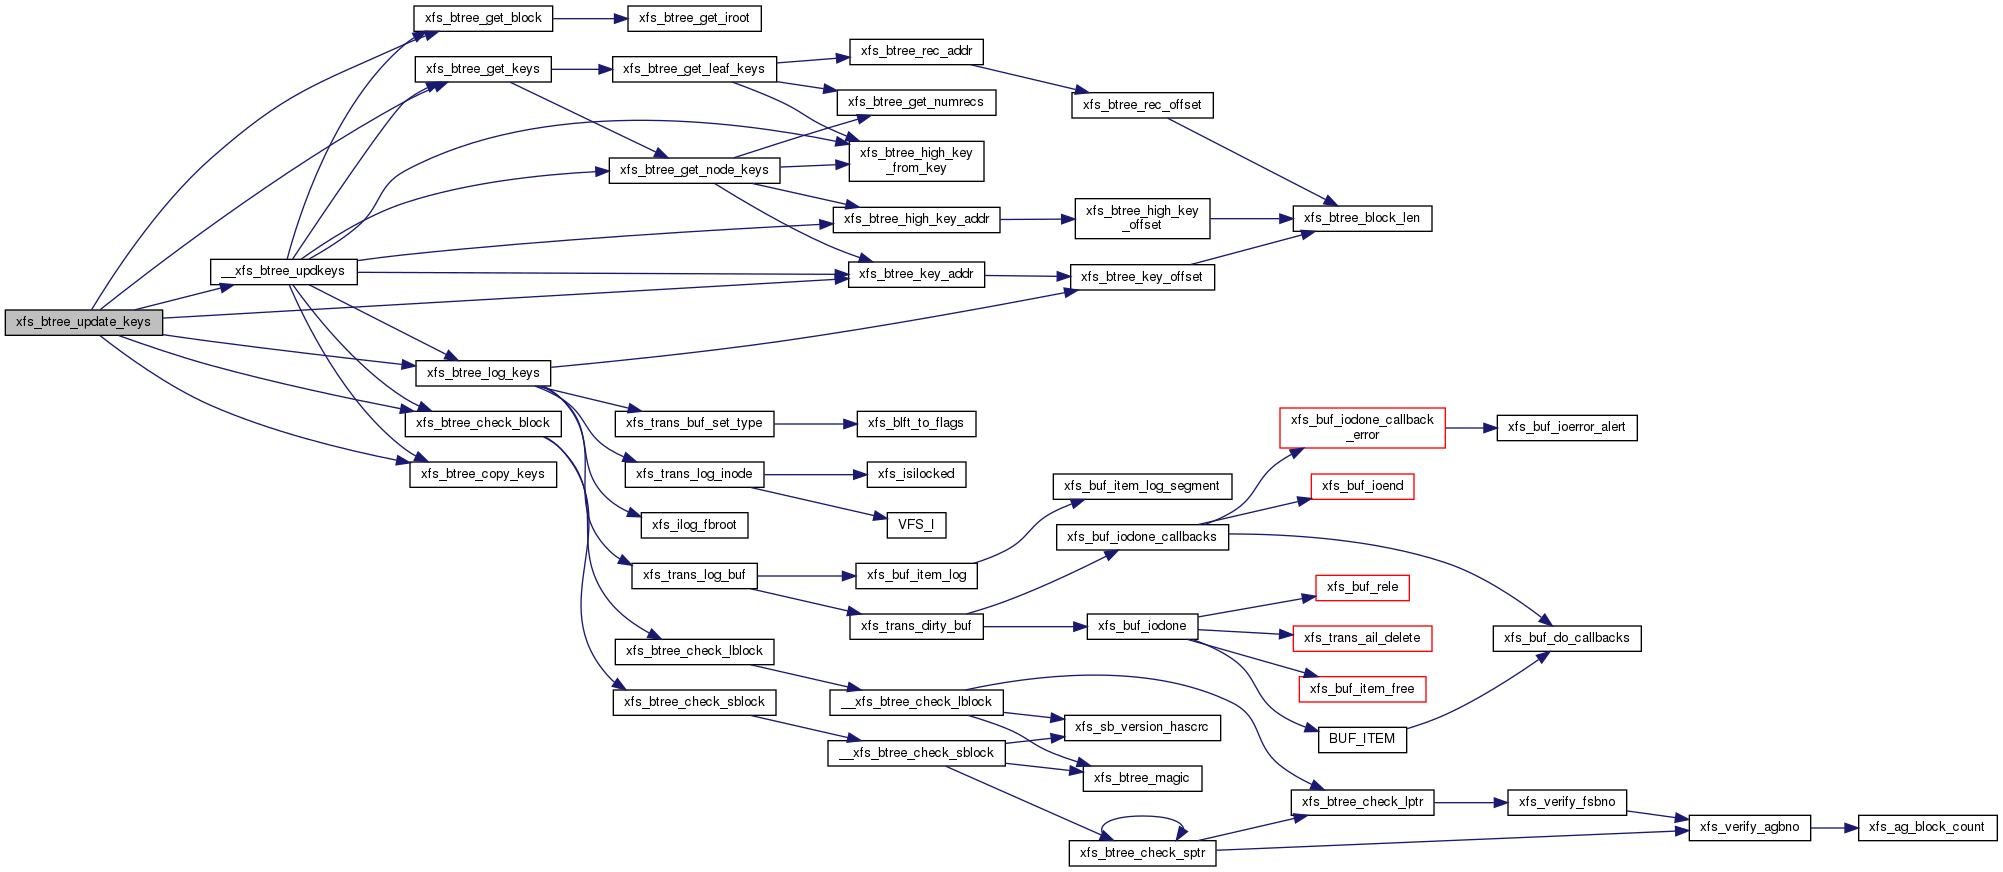 xfs_btree_update_keys
xfs_btree_get_block
xfs_btree_get_iroot
xfs_btree_get_keys
xfs_btree_get_leaf_keys
xfs_btree_rec_addr
xfs_btree_get_numrecs
xfs_btree_rec_offset
xfs_btree_high_key
_from_key
xfs_btree_get_node_keys
xfs_btree_high_key_addr
xfs_btree_high_key
_offset
xfs_btree_block_len
__xfs_btree_updkeys
xfs_btree_key_addr
xfs_btree_key_offset
xfs_btree_log_keys
xfs_btree_check_block
xfs_btree_copy_keys
xfs_trans_buf_set_type
xfs_blft_to_flags
xfs_trans_log_inode
xfs_isilocked
xfs_ilog_fbroot
VFS_I
xfs_trans_log_buf
xfs_buf_item_log
xfs_buf_item_log_segment
xfs_buf_iodone_callbacks
xfs_buf_iodone_callback
_error
xfs_buf_ioerror_alert
xfs_buf_ioend
xfs_trans_dirty_buf
xfs_buf_iodone
xfs_buf_rele
xfs_trans_ail_delete
xfs_buf_do_callbacks
xfs_buf_item_free
BUF_ITEM
xfs_btree_check_lblock
xfs_btree_check_sblock
__xfs_btree_check_lblock
__xfs_btree_check_sblock
xfs_sb_version_hascrc
xfs_btree_magic
xfs_btree_check_lptr
xfs_verify_fsbno
xfs_btree_check_sptr
xfs_verify_agbno
xfs_ag_block_count